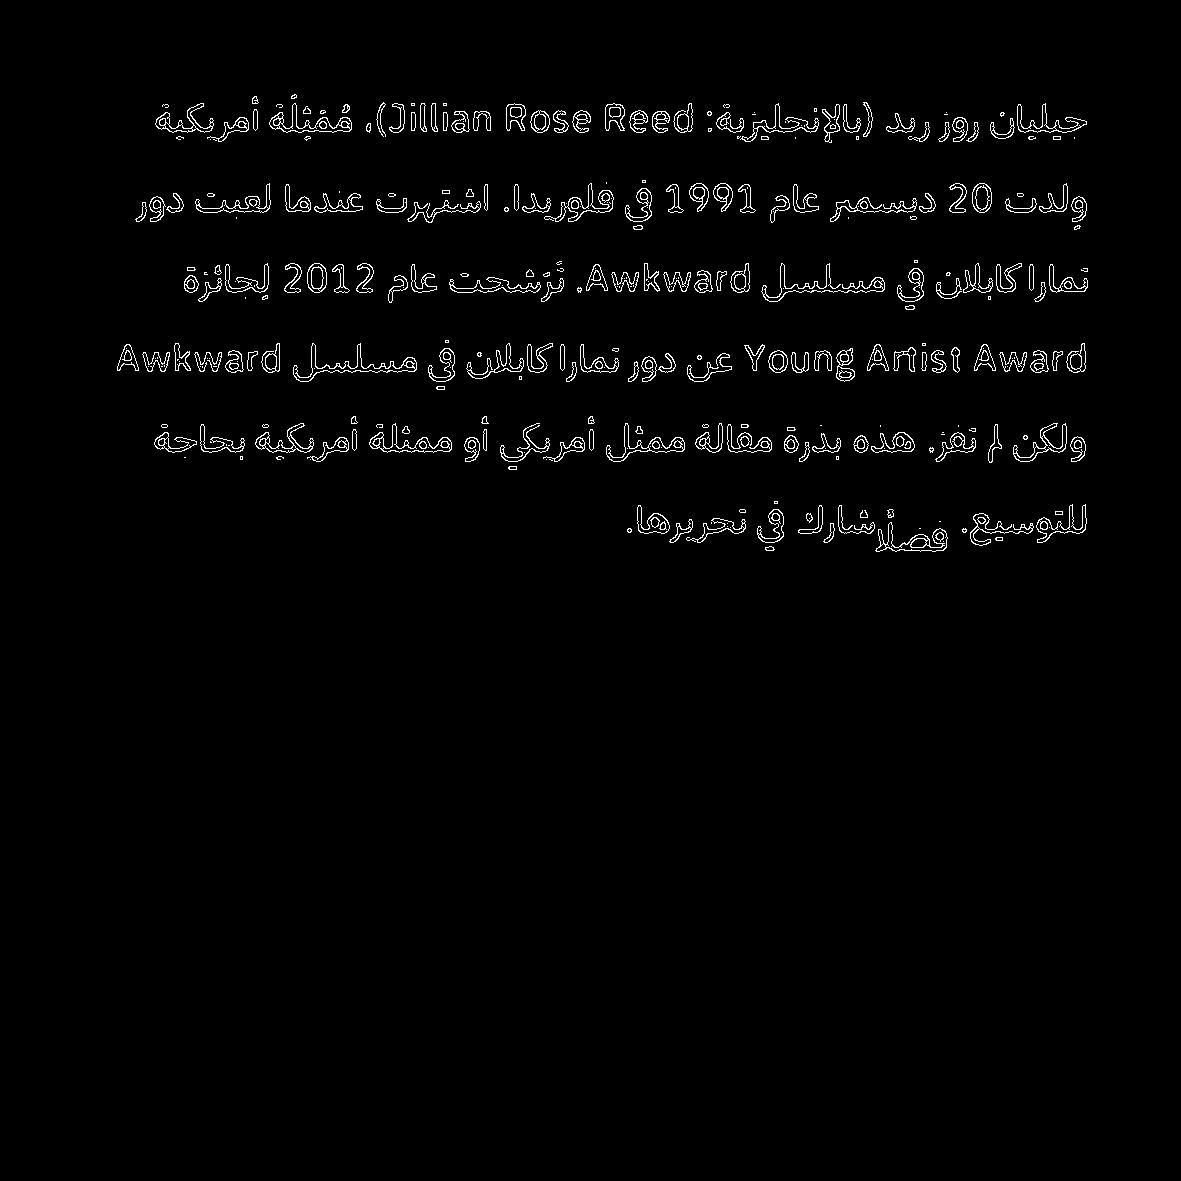 جيليان روز ريد (بالإنجليزية: Jillian Rose Reed)، مُمَثِلَة أمريكية
وِلدت 20 ديسمبر عام 1991 في فلوريدا. اشتهرت عندما لعبت دور
تمارا كابلان في مسلسل Awkward. تَرَشحت عام 2012 لِجائزة
Young Artist Award عن دور تمارا كابلان في مسلسل Awkward
ولكن لم تفز. هذه بذرة مقالة ممثل أمريكي أو ممثلة أمريكية بحاجة
للتوسيع. فضلًا شارك في تحريرها.